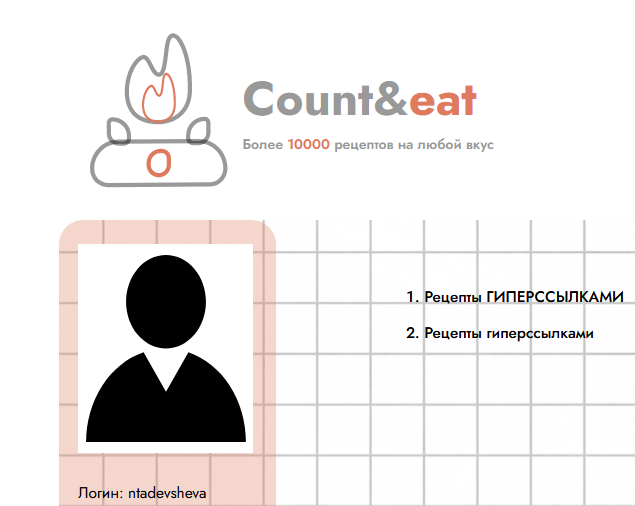 Count&eat
Более 10000 рецептов на любой вкус
1. Рецепты ГИПЕРССЫЛКАМИ
2. Рецепты гиперссылками
Логин: ntadevsheva